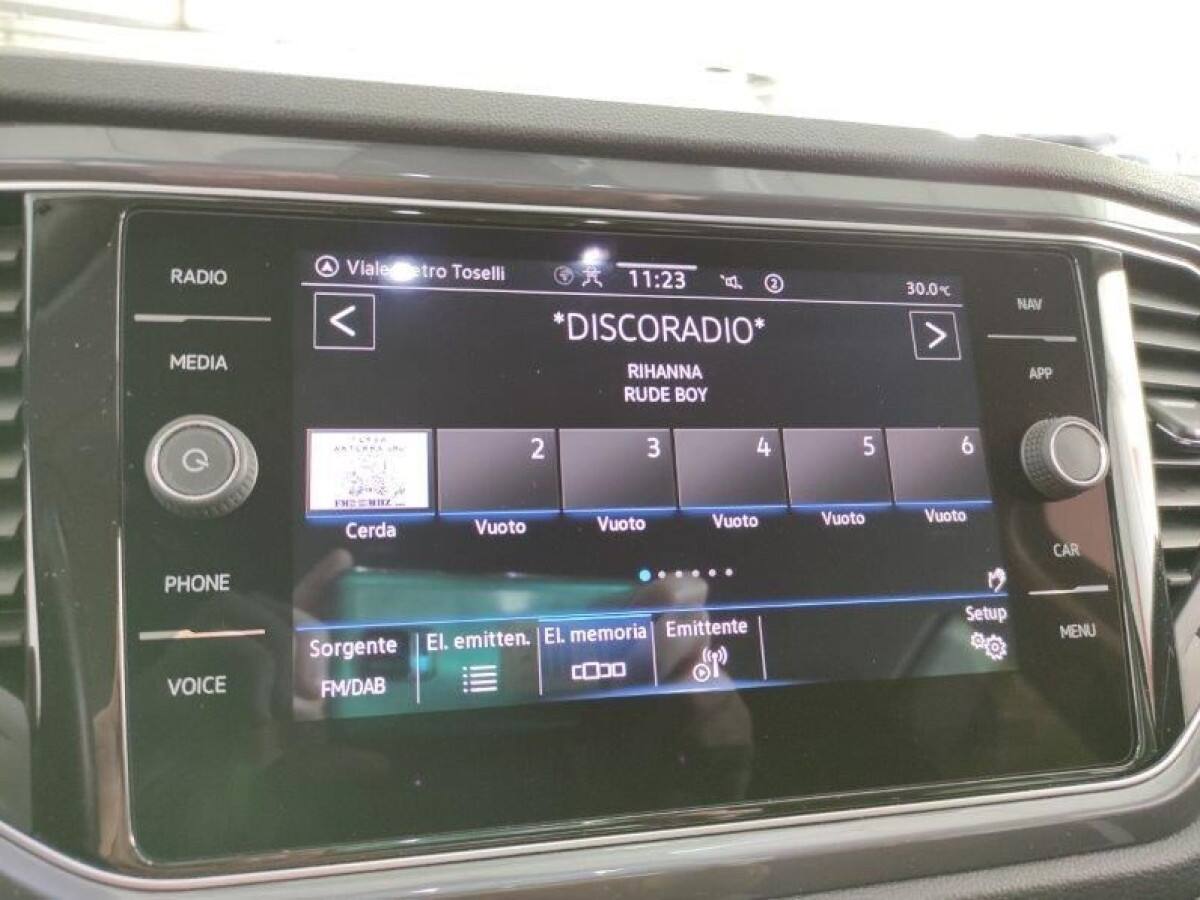 RADIO
MEDIA
PHONE
VOICE
Viale Pietro Toselli
11:23
2
30.0°C
<
*DISCORADIO*
>
RIHANNA
RUDE BOY
2
3
4
5
6
Cerda
Vuoto
Vuoto
Vuoto
Vuoto
Vuoto
Sorgente
FM/DAB
El. emitten.
El. memoria
Emittente
Setup
NAV
APP
CAR
MENU